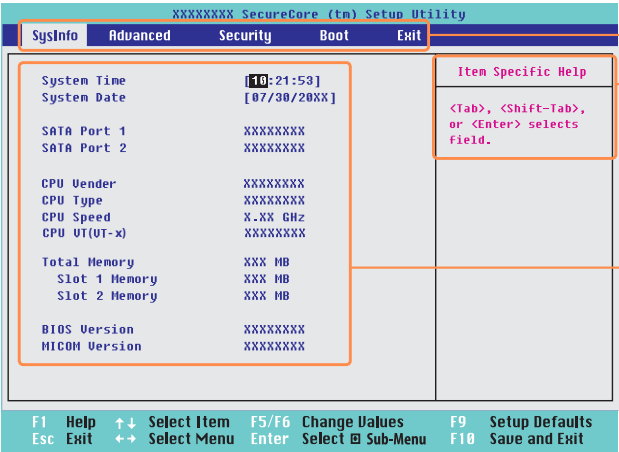 XXXXXXXX SecureCore (tm) Setup Utility
SysInfo Advanced Security Boot Exit
System Time [10:21:53]
System Date [07/30/20XX]
SATA Port 1 XXXXXXXX
SATA Port 2 XXXXXXXX
CPU Vender XXXXXXXX
CPU Type XXXXXXXX
CPU Speed X.XX GHz
CPU VT(VT-x) XXXXXXXX
Total Memory XXX MB
Slot 1 Memory XXX MB
Slot 2 Memory XXX MB
BIOS Version XXXXXXXX
MICOM Version XXXXXXXX
Item Specific Help
<Tab>, <Shift-Tab>,
or <Enter> selects
field.
F1 Help ↑↓ Select Item F5/F6 Change Values F9 Setup Defaults
Esc Exit ←→ Select Menu Enter Select Sub-Menu F10 Save and Exit